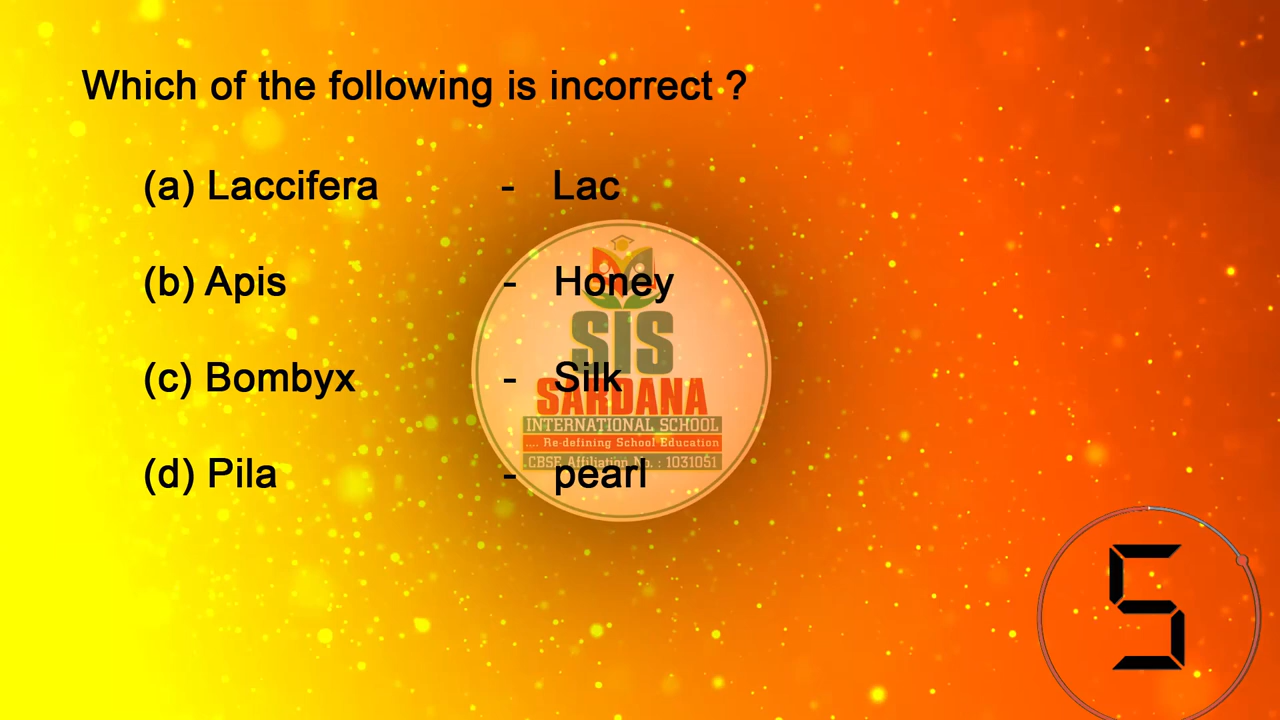 Which of the following is incorrect ?
(a) Laccifera - Lac
(b) Apis - Honey
SIS
(c) Bombyx - Silk
SARDANA
INTERNATIONAL SCHOOL
.... Re-defining School Education
CBSE Affiliation No. : 1031051
(d) Pila - pearl
5